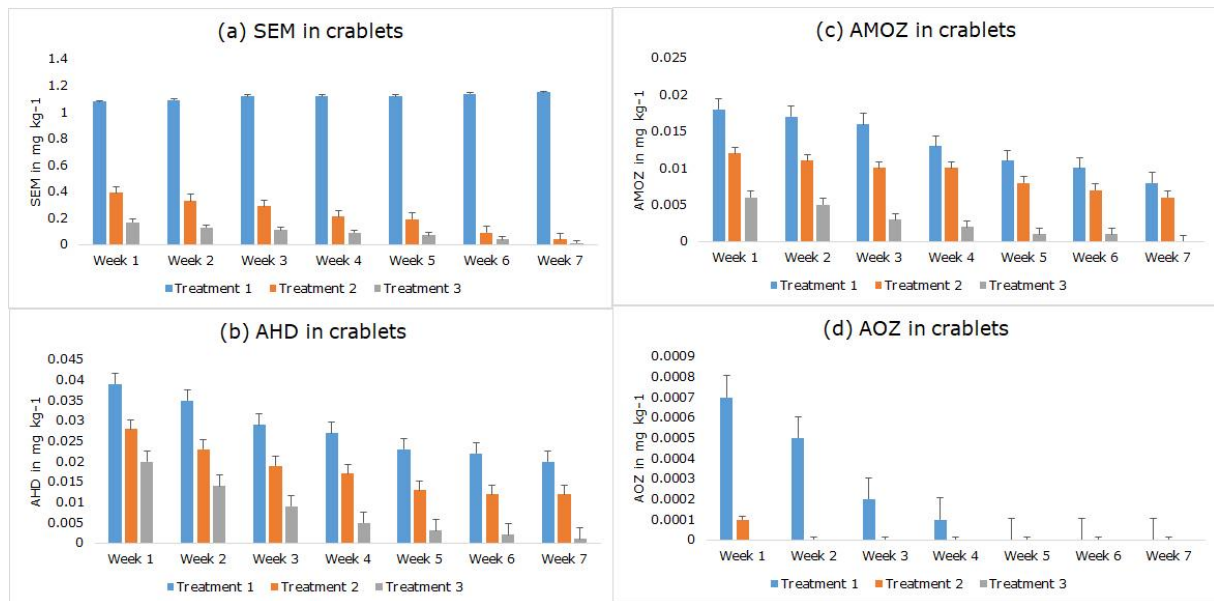 (a) SEM in crablets
SEM in mg kg-1
1.4
1.2
1
0.8
0.6
0.4
0.2
0
Week 1 Week 2 Week 3 Week 4 Week 5 Week 6 Week 7
Treatment 1 Treatment 2 Treatment 3
(c) AMOZ in crablets
AMOZ in mg kg-1
0.025
0.02
0.015
0.01
0.005
0
Week 1 Week 2 Week 3 Week 4 Week 5 Week 6 Week 7
Treatment 1 Treatment 2 Treatment 3
(b) AHD in crablets
AHD in mg kg-1
0.045
0.04
0.035
0.03
0.025
0.02
0.015
0.01
0.005
0
Week 1 Week 2 Week 3 Week 4 Week 5 Week 6 Week 7
Treatment 1 Treatment 2 Treatment 3
(d) AOZ in crablets
AOZ in mg kg-1
0.0009
0.0008
0.0007
0.0006
0.0005
0.0004
0.0003
0.0002
0.0001
0
Week 1 Week 2 Week 3 Week 4 Week 5 Week 6 Week 7
Treatment 1 Treatment 2 Treatment 3